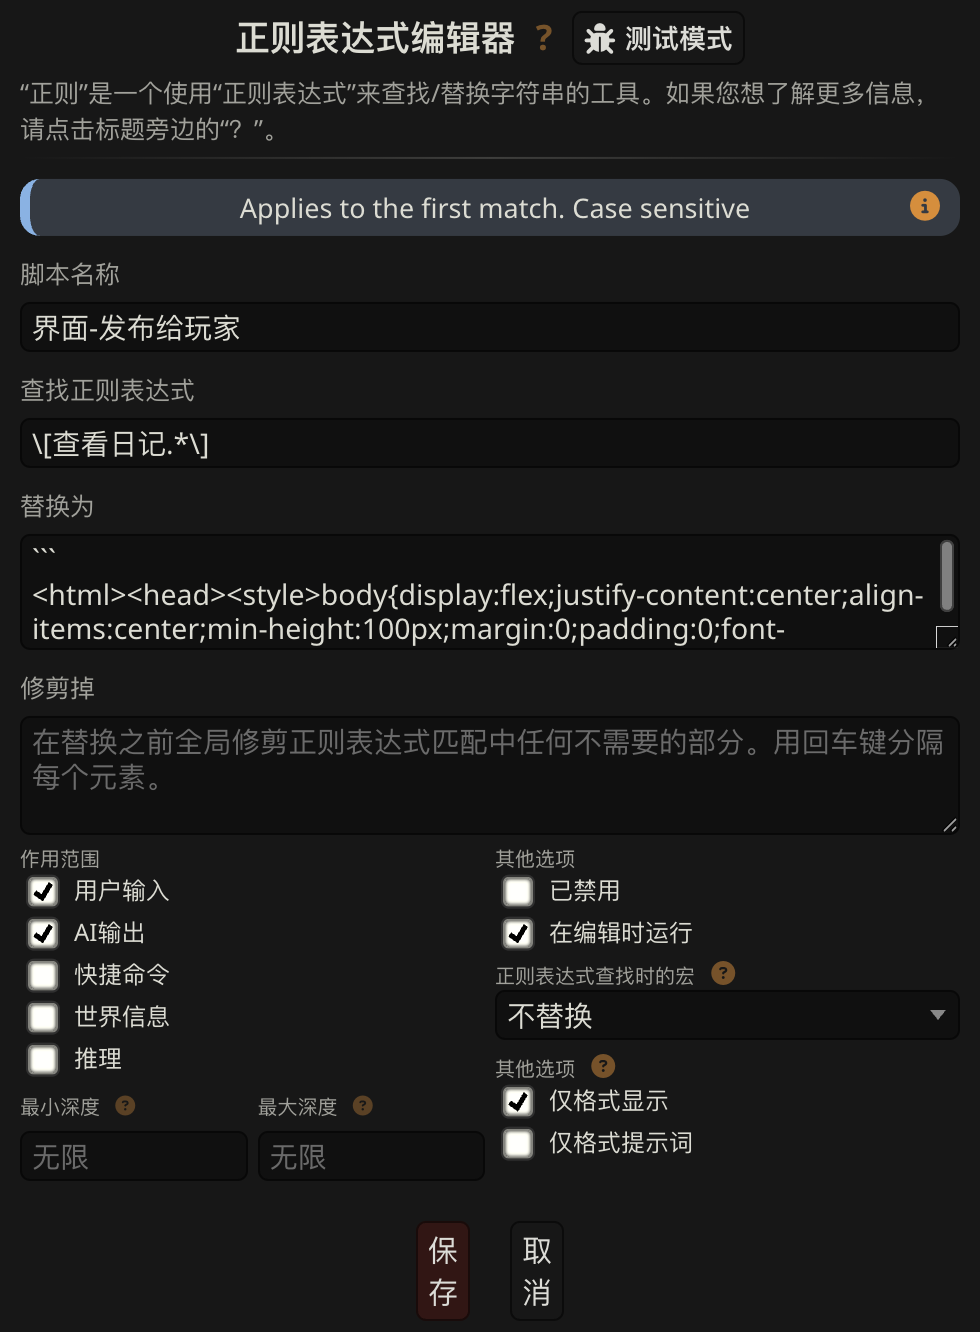 正则表达式编辑器 ? 测试模式
“正则”是一个使用“正则表达式”来查找/替换字符串的工具。如果您想了解更多信息，
请点击标题旁边的“？”。
Applies to the first match. Case sensitive
脚本名称
界面-发布给玩家
查找正则表达式
\[查看日记.*\]
替换为
```
<html><head><style>body{display:flex;justify-content:center;align-
items:center;min-height:100px;margin:0;padding:0;font-
修剪掉
在替换之前全局修剪正则表达式匹配中任何不需要的部分。用回车键分隔
每个元素。
作用范围
用户输入
AI输出
快捷命令
世界信息
推理
最小深度 ?
最大深度 ?
无限
无限
其他选项
已禁用
在编辑时运行
正则表达式查找时的宏 ?
不替换
其他选项 ?
仅格式显示
仅格式提示词
保
存
取
消